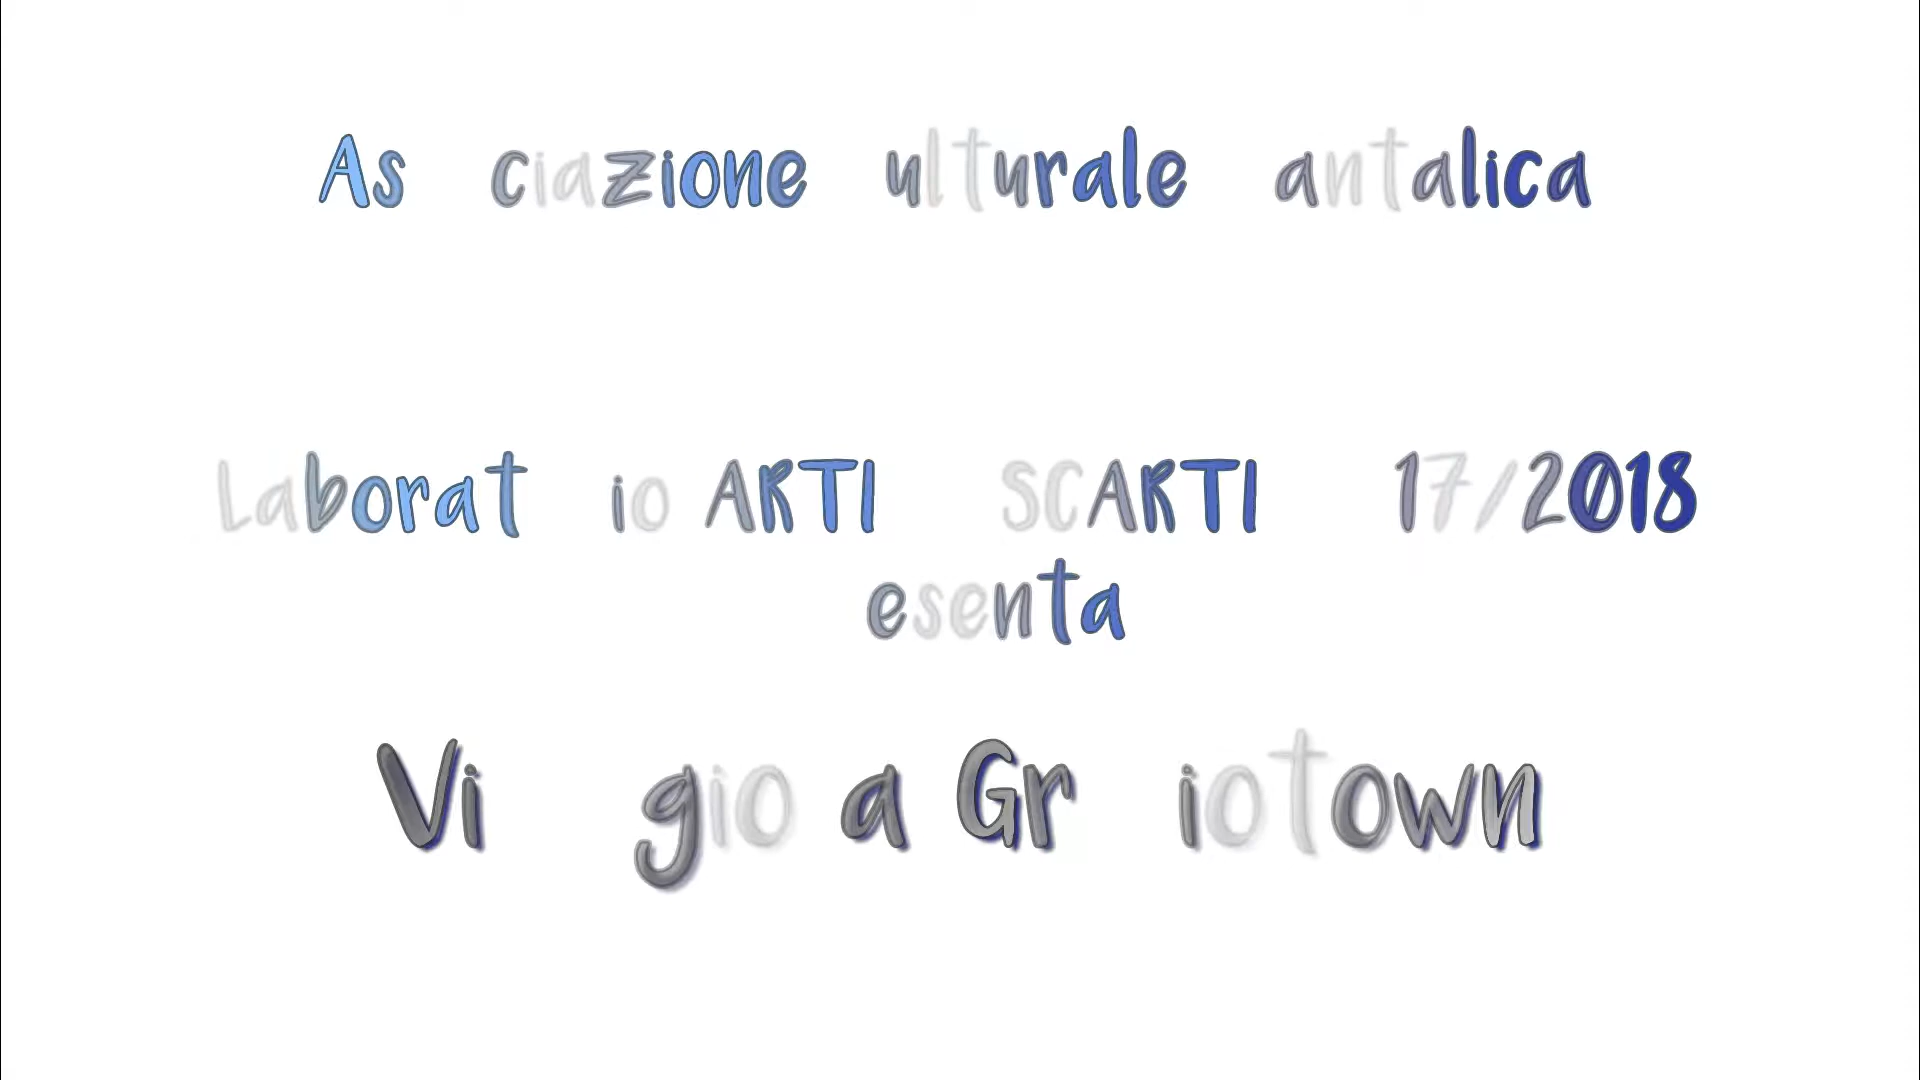 As ciazione ulturale antalica
Laborat io ARTI SCARTI 17/2018
esenta
Vi gio a Gr iotown